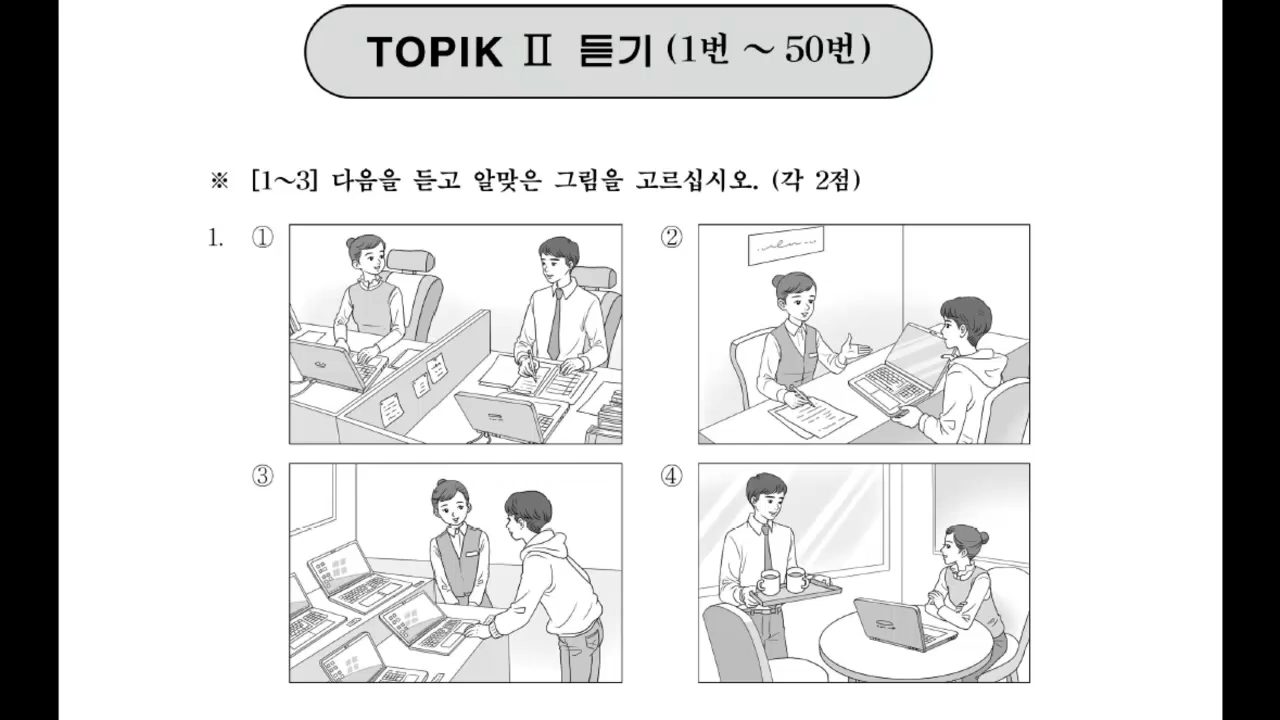 TOPIK Ⅱ 듣기 (1번 ~ 50번)
※ [1~3] 다음을 듣고 알맞은 그림을 고르십시오. (각 2점)
1. ① ②
③ ④